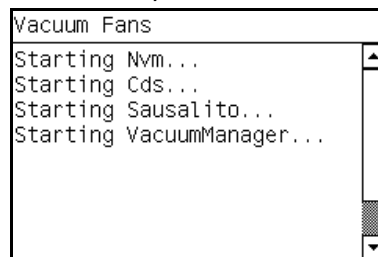 Vacuum Fans
Starting Nvm...
Starting Cds...
Starting Sausalito...
Starting VacuumManager...